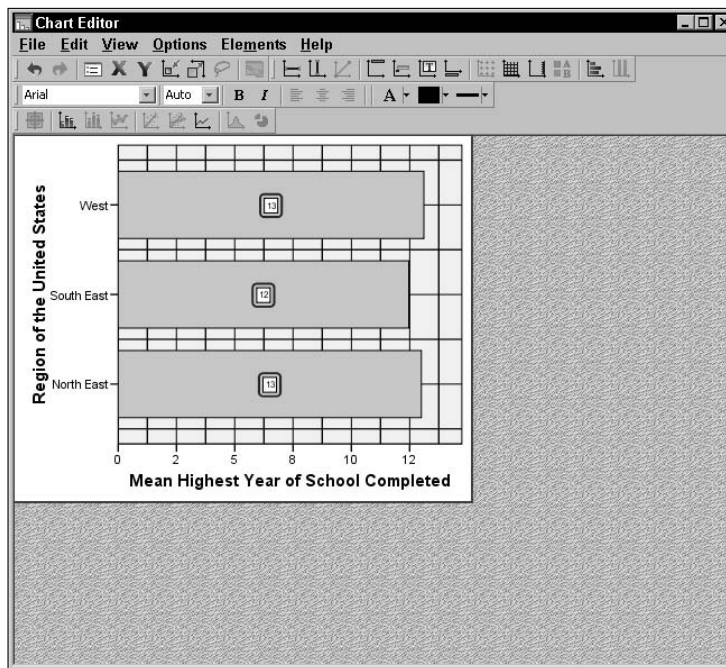 Chart Editor
File Edit View Options Elements Help
X Y T A B
Arial Auto B I A
West 13
South East 12
North East 13
Region of the United States
0 2 5 8 10 12
Mean Highest Year of School Completed